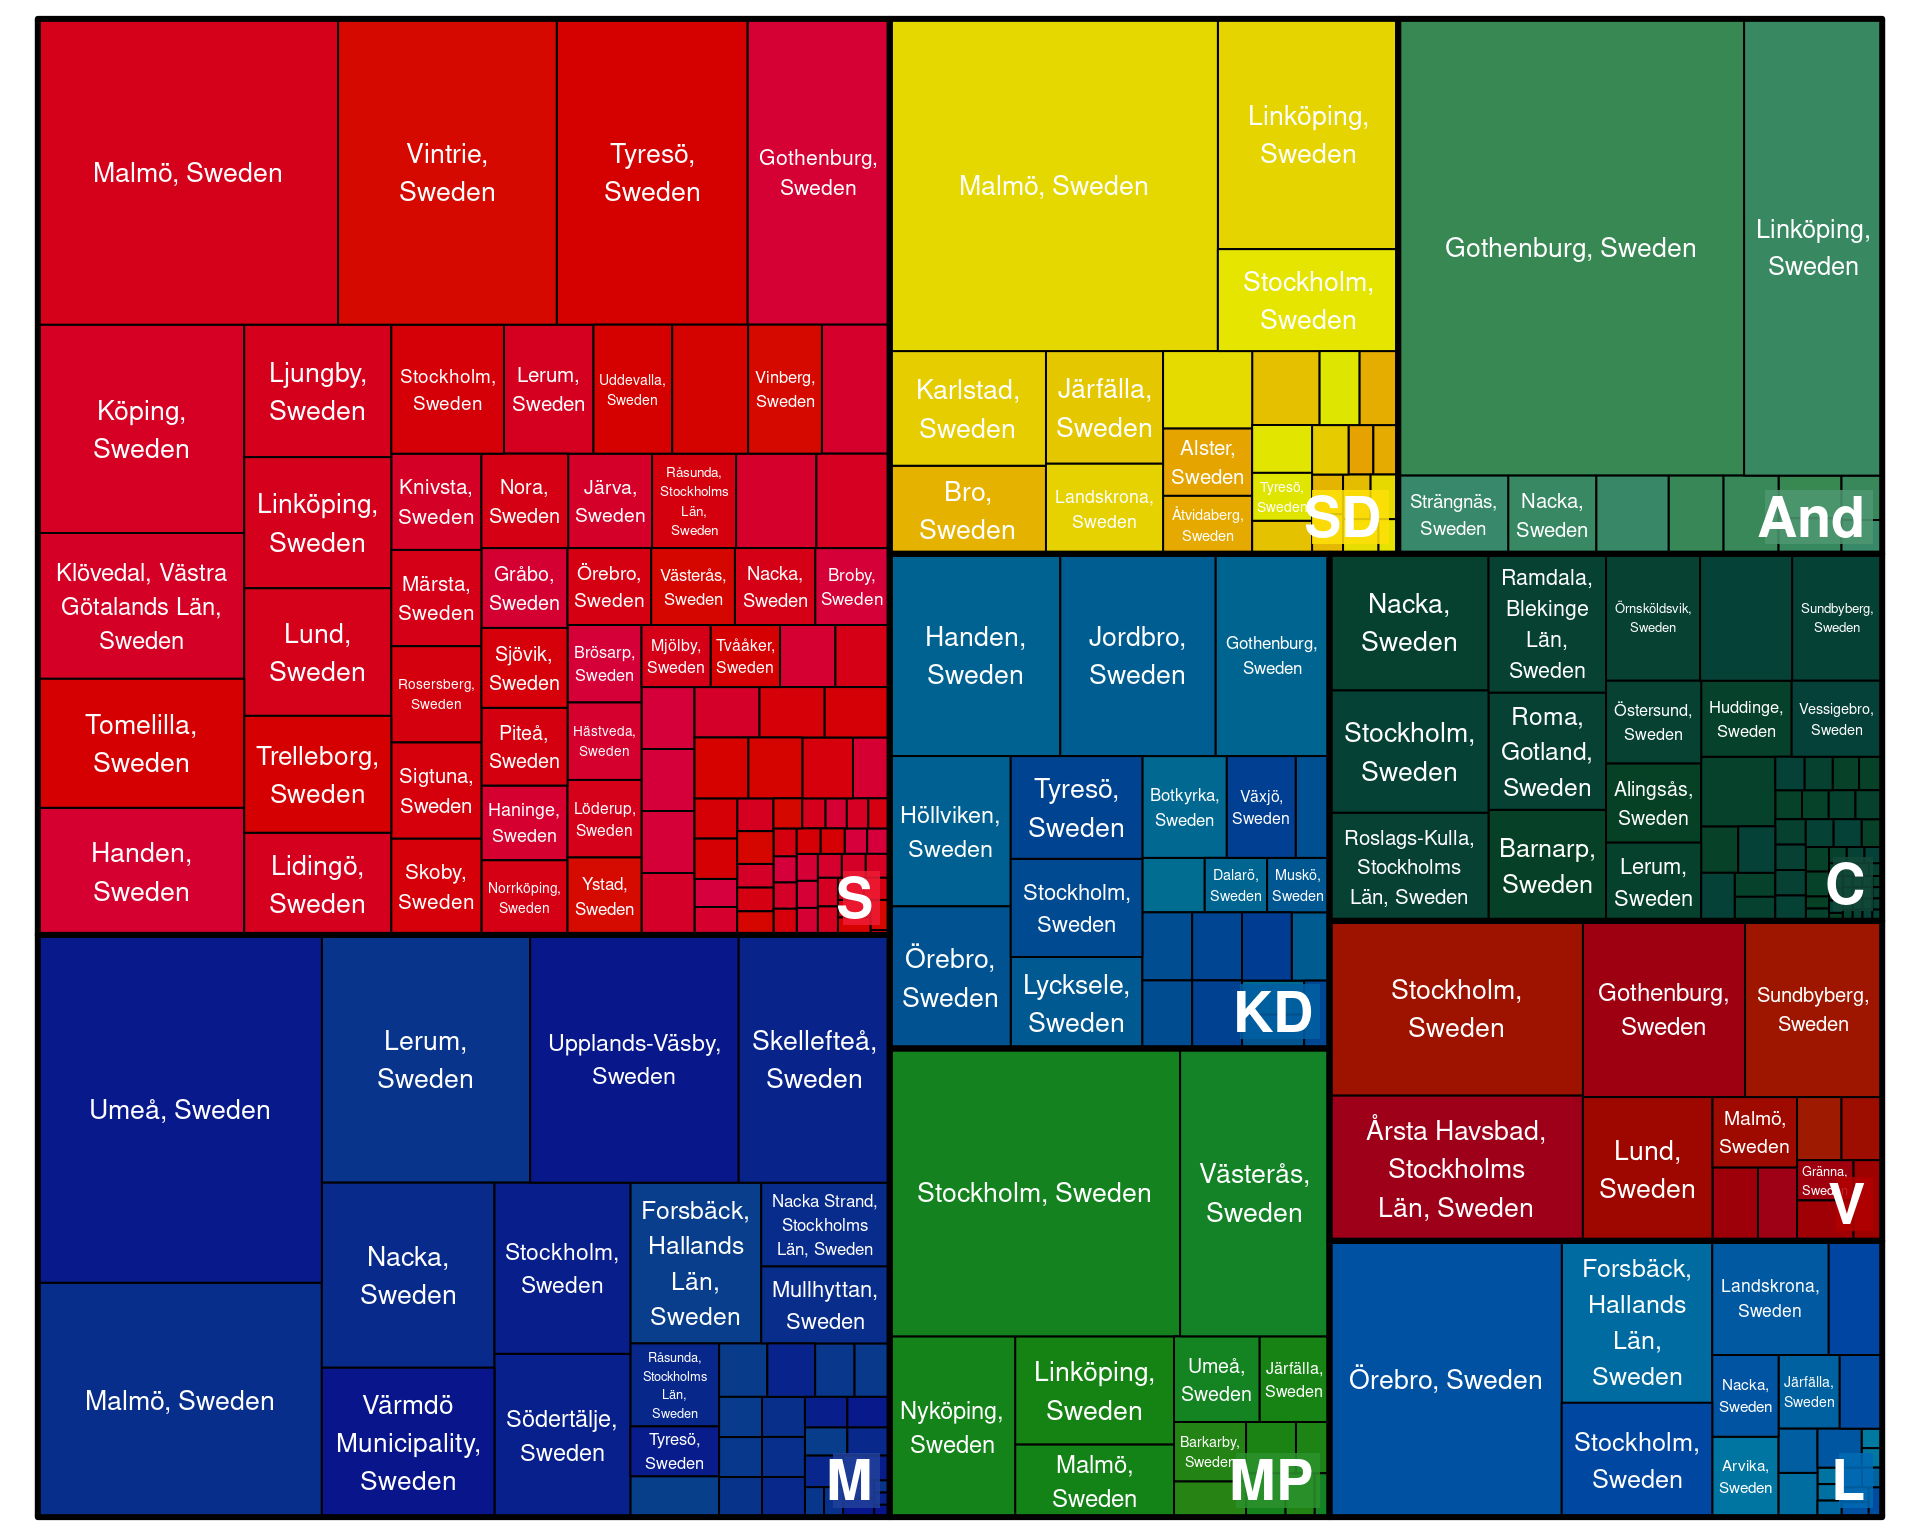 Malmö, Sweden
Vintrie,
Sweden
Tyresö,
Sweden
Gothenburg,
Sweden
Köping,
Sweden
Klövedal, Västra
Götalands Län,
Sweden
Tomelilla,
Sweden
Handen,
Sweden
Ljungby,
Sweden
Linköping,
Sweden
Lund,
Sweden
Trelleborg,
Sweden
Lidingö,
Sweden
Stockholm,
Sweden
Lerum,
Sweden
Uddevalla,
Sweden
Vinberg,
Sweden
Knivsta,
Sweden
Nora,
Sweden
Järva,
Sweden
Råsunda,
Stockholms
Län,
Sweden
Märsta,
Sweden
Rosersberg,
Sweden
Sigtuna,
Sweden
Skoby,
Sweden
Gråbo,
Sweden
Sjövik,
Sweden
Piteå,
Sweden
Haninge,
Sweden
Norrköping,
Sweden
Örebro,
Sweden
Västerås,
Sweden
Nacka,
Sweden
Broby,
Sweden
Brösarp,
Sweden
Hästveda,
Sweden
Löderup,
Sweden
Ystad,
Sweden
Mjölby,
Sweden
Tvååker,
Sweden
S
Malmö, Sweden
Linköping,
Sweden
Stockholm,
Sweden
Karlstad,
Sweden
Bro,
Sweden
Järfälla,
Sweden
Landskrona,
Sweden
Alster,
Sweden
Åtvidaberg,
Sweden
Tyresö,
Sweden
SD
Gothenburg, Sweden
Linköping,
Sweden
Strängnäs,
Sweden
Nacka,
Sweden
And
Handen,
Sweden
Jordbro,
Sweden
Gothenburg,
Sweden
Höllviken,
Sweden
Örebro,
Sweden
Tyresö,
Sweden
Stockholm,
Sweden
Lycksele,
Sweden
Botkyrka,
Sweden
Växjö,
Sweden
Dalarö,
Sweden
Muskö,
Sweden
KD
Nacka,
Sweden
Stockholm,
Sweden
Roslags-Kulla,
Stockholms
Län, Sweden
Ramdala,
Blekinge
Län,
Sweden
Roma,
Gotland,
Sweden
Barnarp,
Sweden
Örnsköldsvik,
Sweden
Sundbyberg,
Sweden
Östersund,
Sweden
Huddinge,
Sweden
Vessigebro,
Sweden
Alingsås,
Sweden
Lerum,
Sweden
C
Umeå, Sweden
Malmö, Sweden
Lerum,
Sweden
Upplands-Väsby,
Sweden
Skellefteå,
Sweden
Nacka,
Sweden
Värmdö
Municipality,
Sweden
Stockholm,
Sweden
Södertälje,
Sweden
Forsbäck,
Hallands
Län,
Sweden
Nacka Strand,
Stockholms
Län, Sweden
Mullhyttan,
Sweden
Råsunda,
Stockholms
Län,
Sweden
Tyresö,
Sweden
M
Stockholm, Sweden
Västerås,
Sweden
Nyköping,
Sweden
Linköping,
Sweden
Malmö,
Sweden
Umeå,
Sweden
Järfälla,
Sweden
Barkarby,
Sweden
MP
Stockholm,
Sweden
Gothenburg,
Sweden
Sundbyberg,
Sweden
Årsta Havsbad,
Stockholms
Län, Sweden
Lund,
Sweden
Malmö,
Sweden
Gränna,
Sweden
V
Örebro, Sweden
Forsbäck,
Hallands
Län,
Sweden
Stockholm,
Sweden
Landskrona,
Sweden
Nacka,
Sweden
Järfälla,
Sweden
Arvika,
Sweden
L